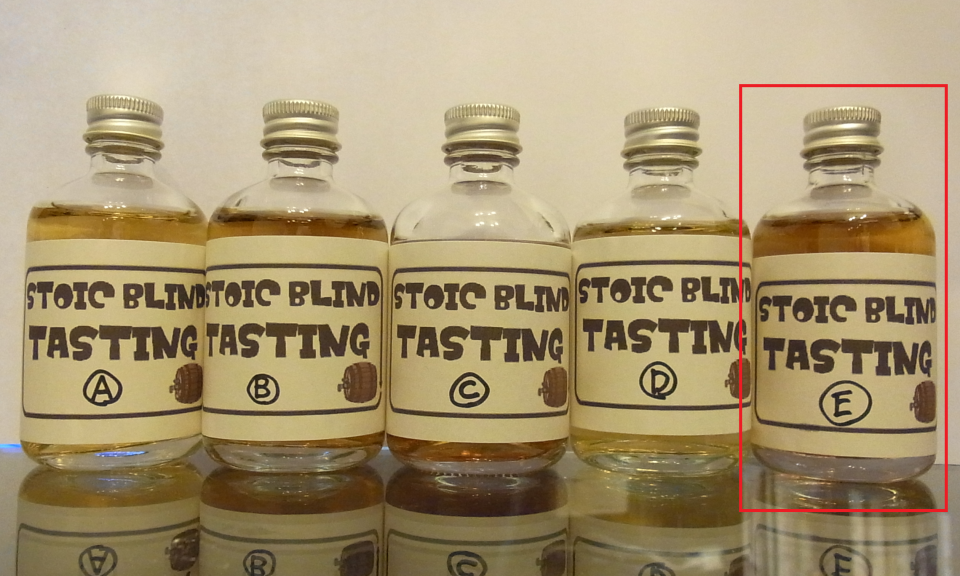 STOIC BLIND
TASTING
A
STOIC BLIND
TASTING
B
STOIC BLIND
TASTING
C
STOIC BLIND
TASTING
D
STOIC BLIND
TASTING
E